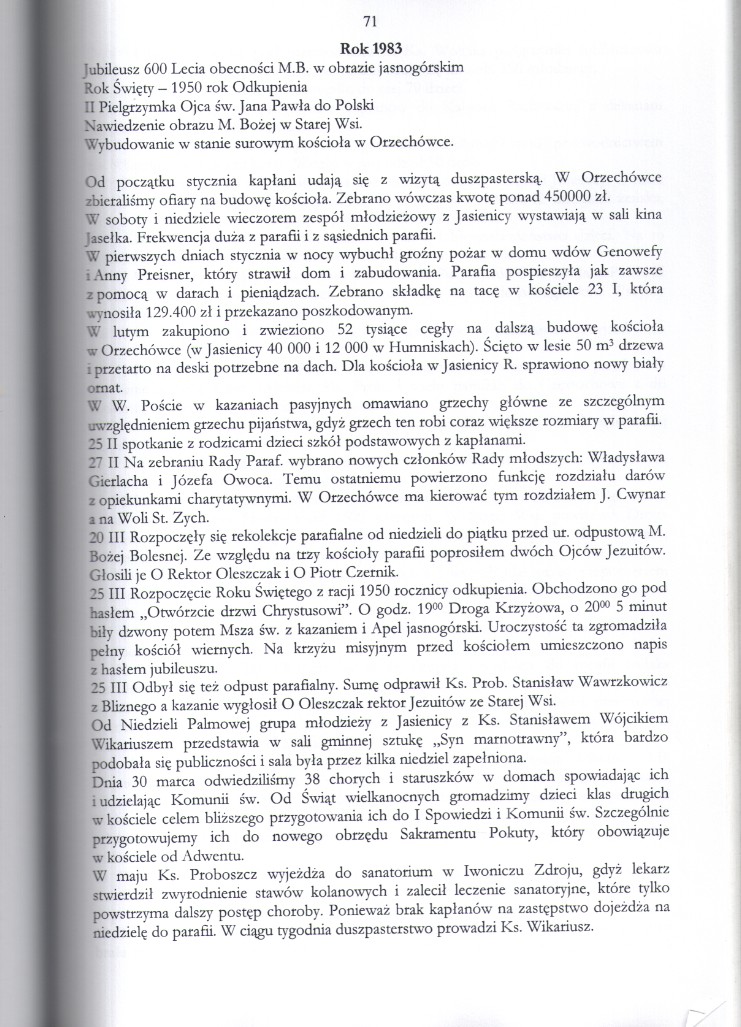 71
Rok 1983
Jubileusz 600 Lecia obecności M.B. w obrazie jasnogórskim
Rok Święty – 1950 rok Odkupienia
II Pielgrzymka Ojca św. Jana Pawła do Polski
Nawiedzenie obrazu M. Bożej w Starej Wsi.
Wybudowanie w stanie surowym kościoła w Orzechówce.
Od początku stycznia kapłani udają się z wizytą duszpasterską. W Orzechówce
zbieraliśmy ofiary na budowę kościoła. Zebrano wówczas kwotę ponad 450000 zł.
W soboty i niedziele wieczorem zespół młodzieżowy z Jasienicy wystawiają w sali kina
Jasełka. Frekwencja duża z parafii i z sąsiednich parafii.
W pierwszych dniach stycznia w nocy wybuchł groźny pożar w domu wdów Genowefy
i Anny Preisner, który strawił dom i zabudowania. Parafia pospieszyła jak zawsze
z pomocą w darach i pieniądzach. Zebrano składkę na tacę w kościele 23 I, która
wynosiła 129.400 zł i przekazano poszkodowanym.
W lutym zakupiono i zwieziono 52 tysiące cegły na dalszą budowę kościoła
w Orzechówce (w Jasienicy 40 000 i 12 000 w Humniskach). Ścięto w lesie 50 m³ drzewa
i przetarto na deski potrzebne na dach. Dla kościoła w Jasienicy R. sprawiono nowy biały
ornat.
W W. Poście w kazaniach pasyjnych omawiano grzechy główne ze szczególnym
uwzględnieniem grzechu pijaństwa, gdyż grzech ten robi coraz większe rozmiary w parafii.
25 II spotkanie z rodzicami dzieci szkół podstawowych z kapłanami.
27 II Na zebraniu Rady Paraf. wybrano nowych członków Rady młodszych: Władysława
Gierlacha i Józefa Owoca. Temu ostatniemu powierzono funkcję rozdziału darów
z opiekunkami charytatywnymi. W Orzechówce ma kierować tym rozdziałem J. Cwynar
a na Woli St. Zych.
20 III Rozpoczęły się rekolekcje parafialne od niedzieli do piątku przed ur. odpustową M.
Bożej Bolesnej. Ze względu na trzy kościoły parafii poprosiłem dwóch Ojców Jezuitów.
Głosili je O Rektor Oleszczak i O Piotr Czernik.
25 III Rozpoczęcie Roku Świętego z racji 1950 rocznicy odkupienia. Obchodzono go pod
hasłem „Otwórzcie drzwi Chrystusowi”. O godz. 19⁰⁰ Droga Krzyżowa, o 20⁰⁰ 5 minut
biły dzwony potem Msza św. z kazaniem i Apel jasnogórski. Uroczystość ta zgromadziła
pełny kościół wiernych. Na krzyżu misyjnym przed kościołem umieszczono napis
z hasłem jubileuszu.
25 III Odbył się też odpust parafialny. Sumę odprawił Ks. Prob. Stanisław Wawrzkowicz
z Bliznego a kazanie wygłosił O Oleszczak rektor Jezuitów ze Starej Wsi.
Od Niedzieli Palmowej grupa młodzieży z Jasienicy z Ks. Stanisławem Wójcikiem
Wikariuszem przedstawia w sali gminnej sztukę „Syn marnotrawny”, która bardzo
podobała się publiczności i sala była przez kilka niedziel zapełniona.
Dnia 30 marca odwiedziliśmy 38 chorych i staruszków w domach spowiadając ich
i udzielając Komunii św. Od Świąt wielkanocnych gromadzimy dzieci klas drugich
w kościele celem bliższego przygotowania ich do I Spowiedzi i Komunii św. Szczególnie
przygotowujemy ich do nowego obrzędu Sakramentu Pokuty, który obowiązuje
w kościele od Adwentu.
W maju Ks. Proboszcz wyjeżdża do sanatorium w Iwoniczu Zdroju, gdyż lekarz
stwierdził zwyrodnienie stawów kolanowych i zalecił leczenie sanatoryjne, które tylko
powstrzyma dalszy postęp choroby. Ponieważ brak kapłanów na zastępstwo dojeżdża na
niedzielę do parafii. W ciągu tygodnia duszpasterstwo prowadzi Ks. Wikariusz.